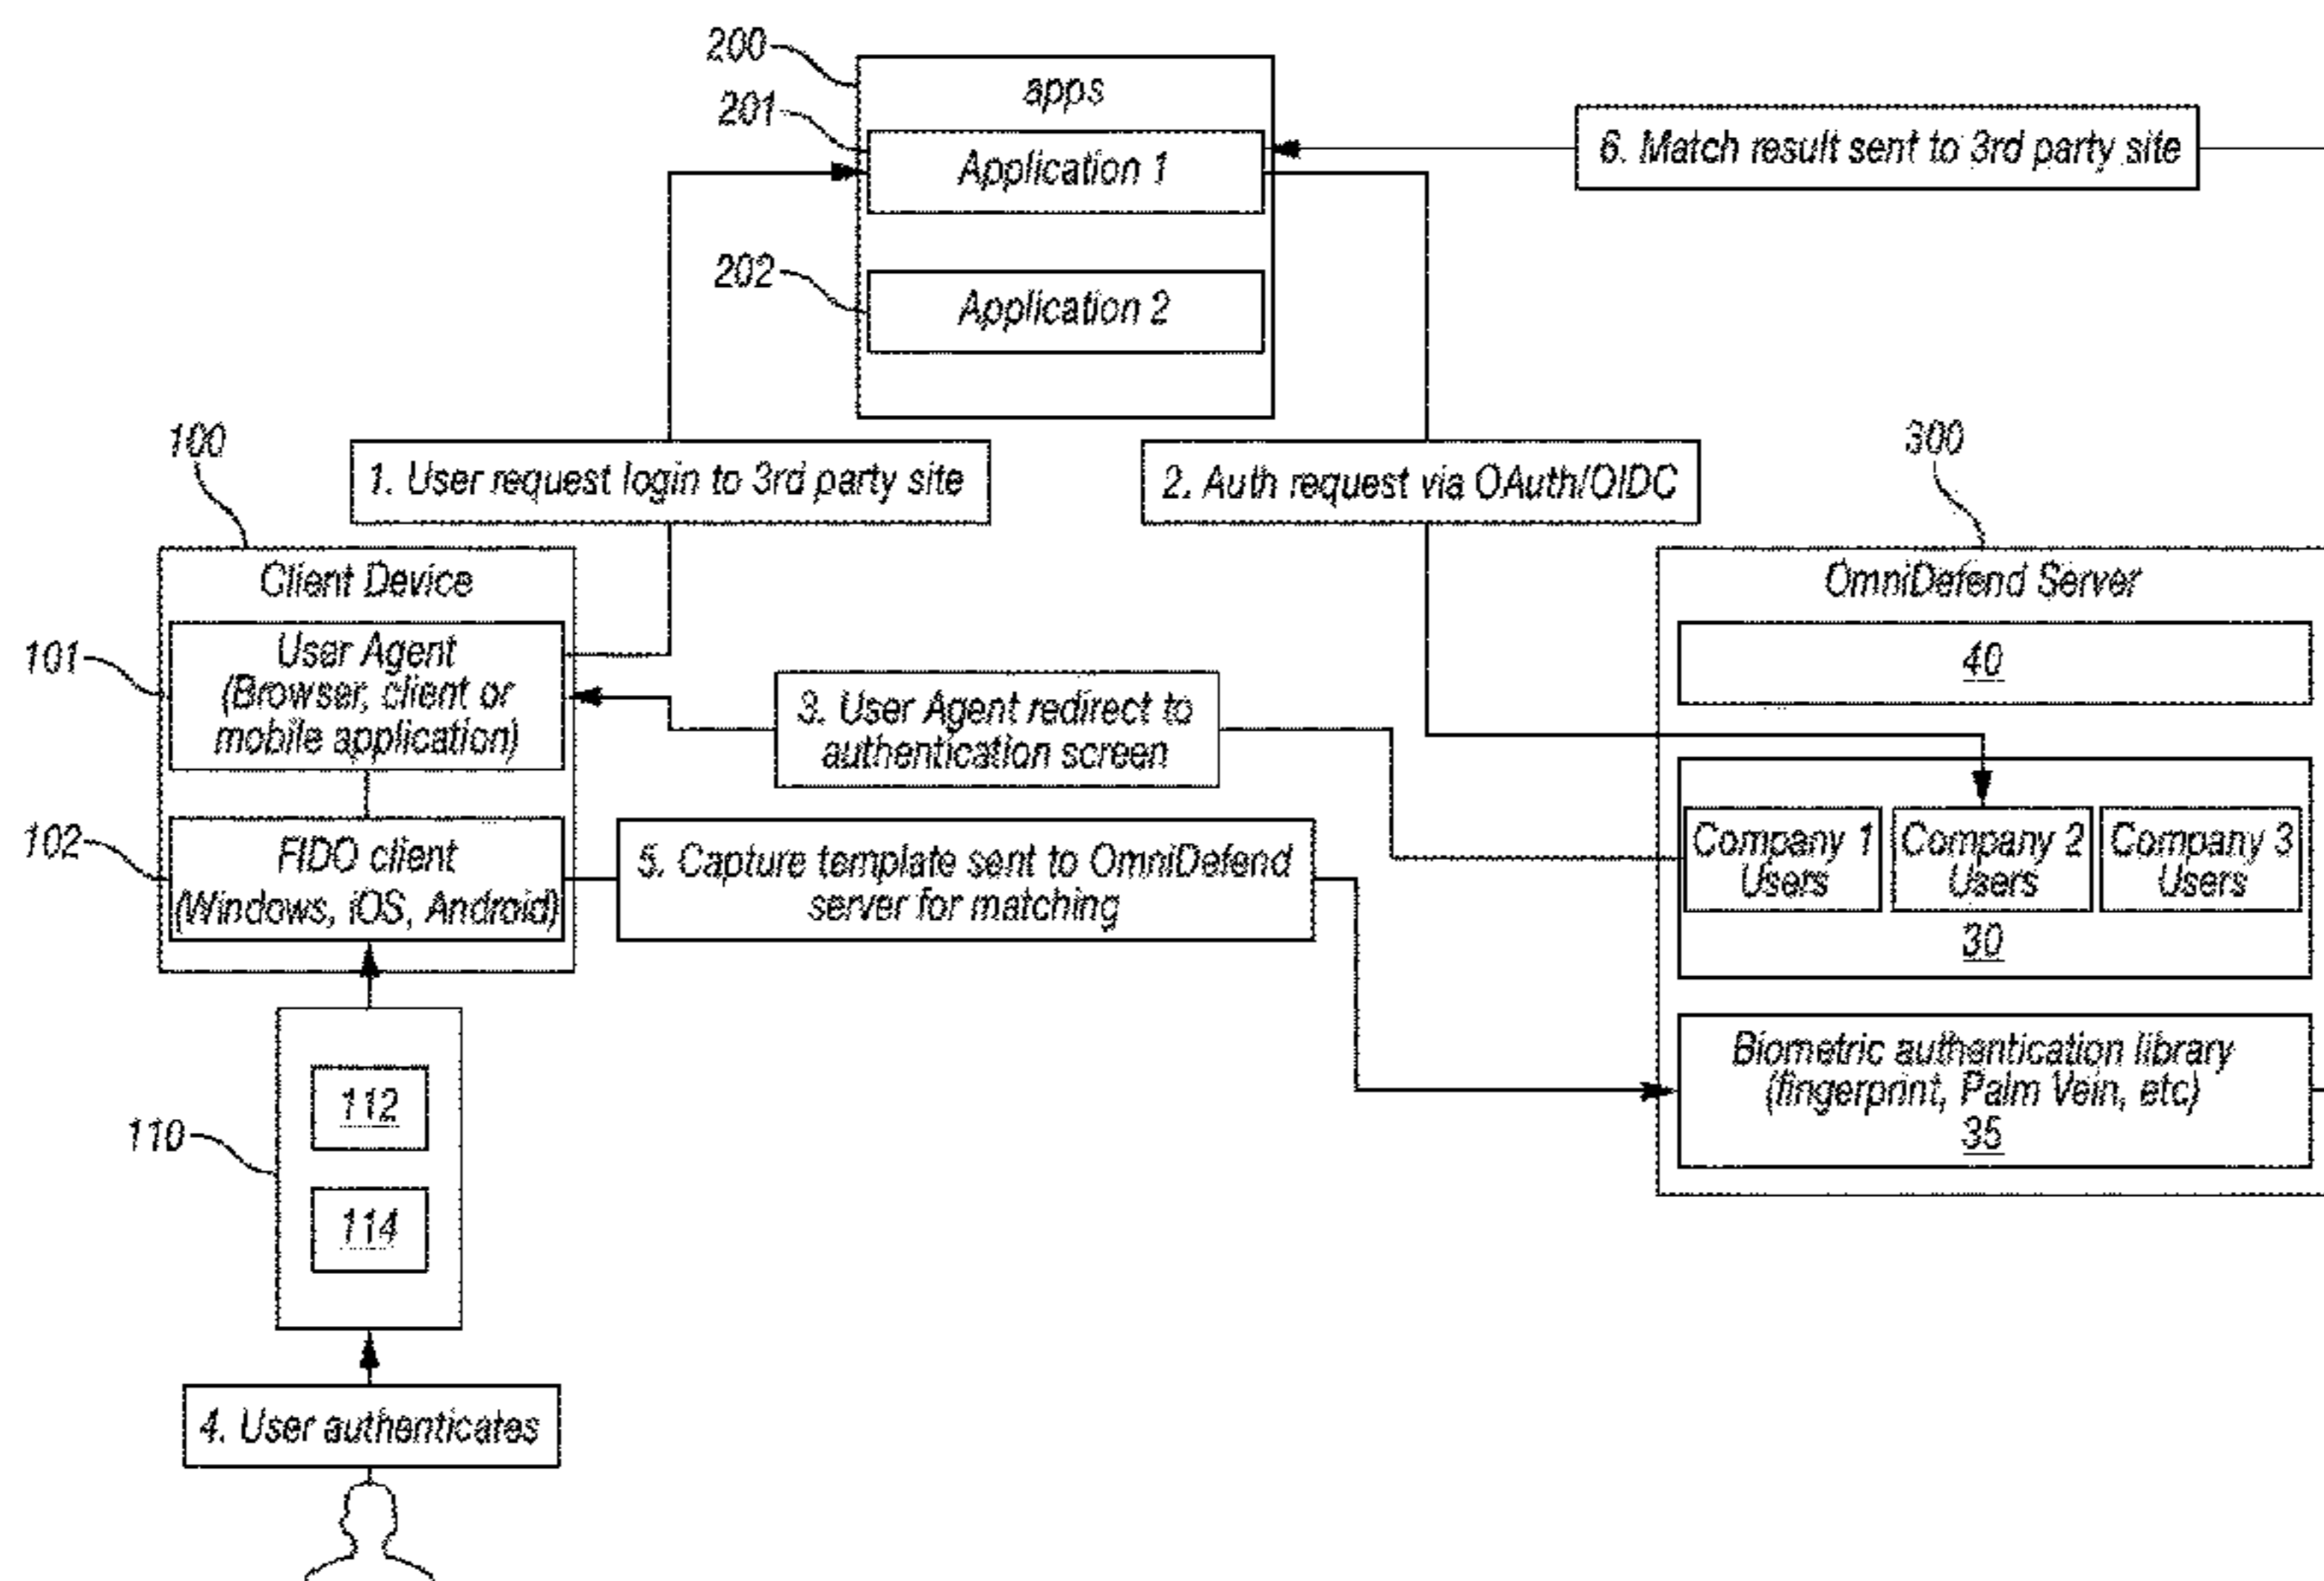 200
apps
201
Application 1
6. Match result sent to 3rd party site
202
Application 2
100
1. User request login to 3rd party site
2. Auth request via OAuth/OIDC
300
Client Device
OmniDefend Server
101
User Agent
(Browser, client or
mobile application)
40
3. User Agent redirect to
authentication screen
102
FIDO client
(Windows, iOS, Android)
5. Capture template sent to OmniDefend
server for matching
Company 1
Users
Company 2
Users
Company 3
Users
30
Biometric authentication library
(fingerprint, Palm Vein, etc)
35
110
112
114
4. User authenticates